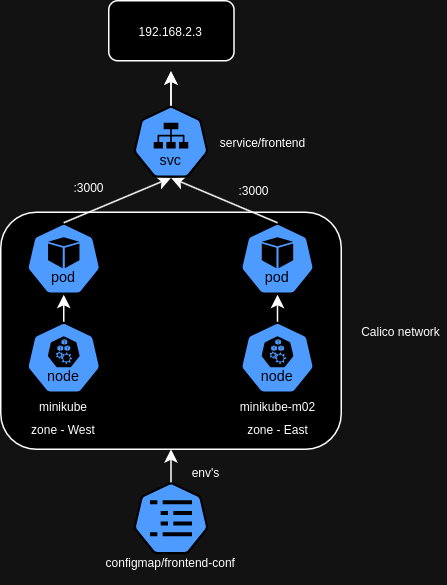 192.168.2.3
svc
service/frontend
:3000
:3000
pod
pod
Calico network
node
node
minikube
minikube-m02
zone - West
zone - East
env's
configmap/frontend-conf